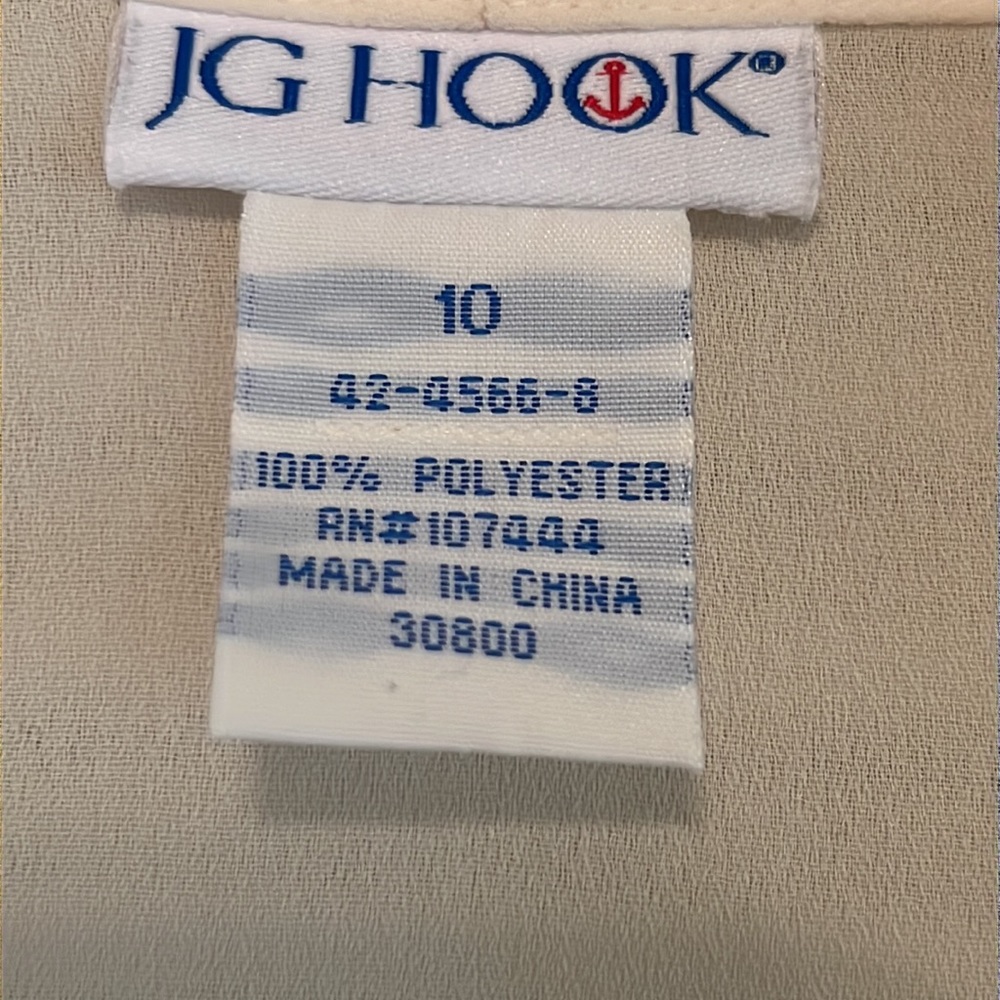 JG HOOK®
10
42-4566-8
100% POLYESTER
RN#107444
MADE IN CHINA
30800